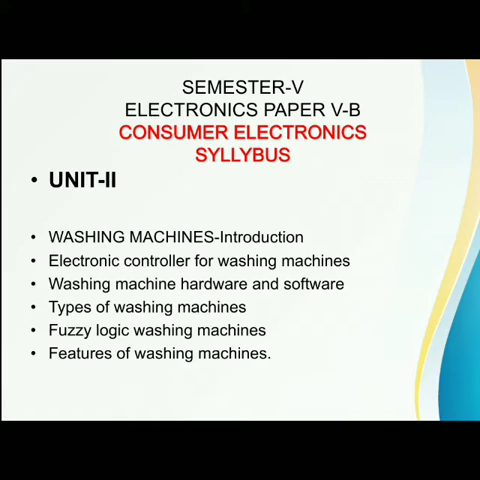 SEMESTER-V
ELECTRONICS PAPER V-B
CONSUMER ELECTRONICS
SYLLYBUS
• UNIT-II
• WASHING MACHINES-Introduction
• Electronic controller for washing machines
• Washing machine hardware and software
• Types of washing machines
• Fuzzy logic washing machines
• Features of washing machines.